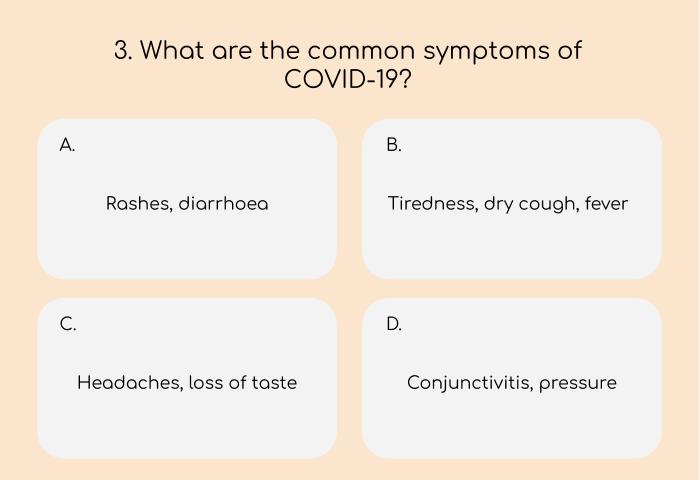 3. What are the common symptoms of
COVID-19?
A.
Rashes, diarrhoea
B.
Tiredness, dry cough, fever
C.
Headaches, loss of taste
D.
Conjunctivitis, pressure